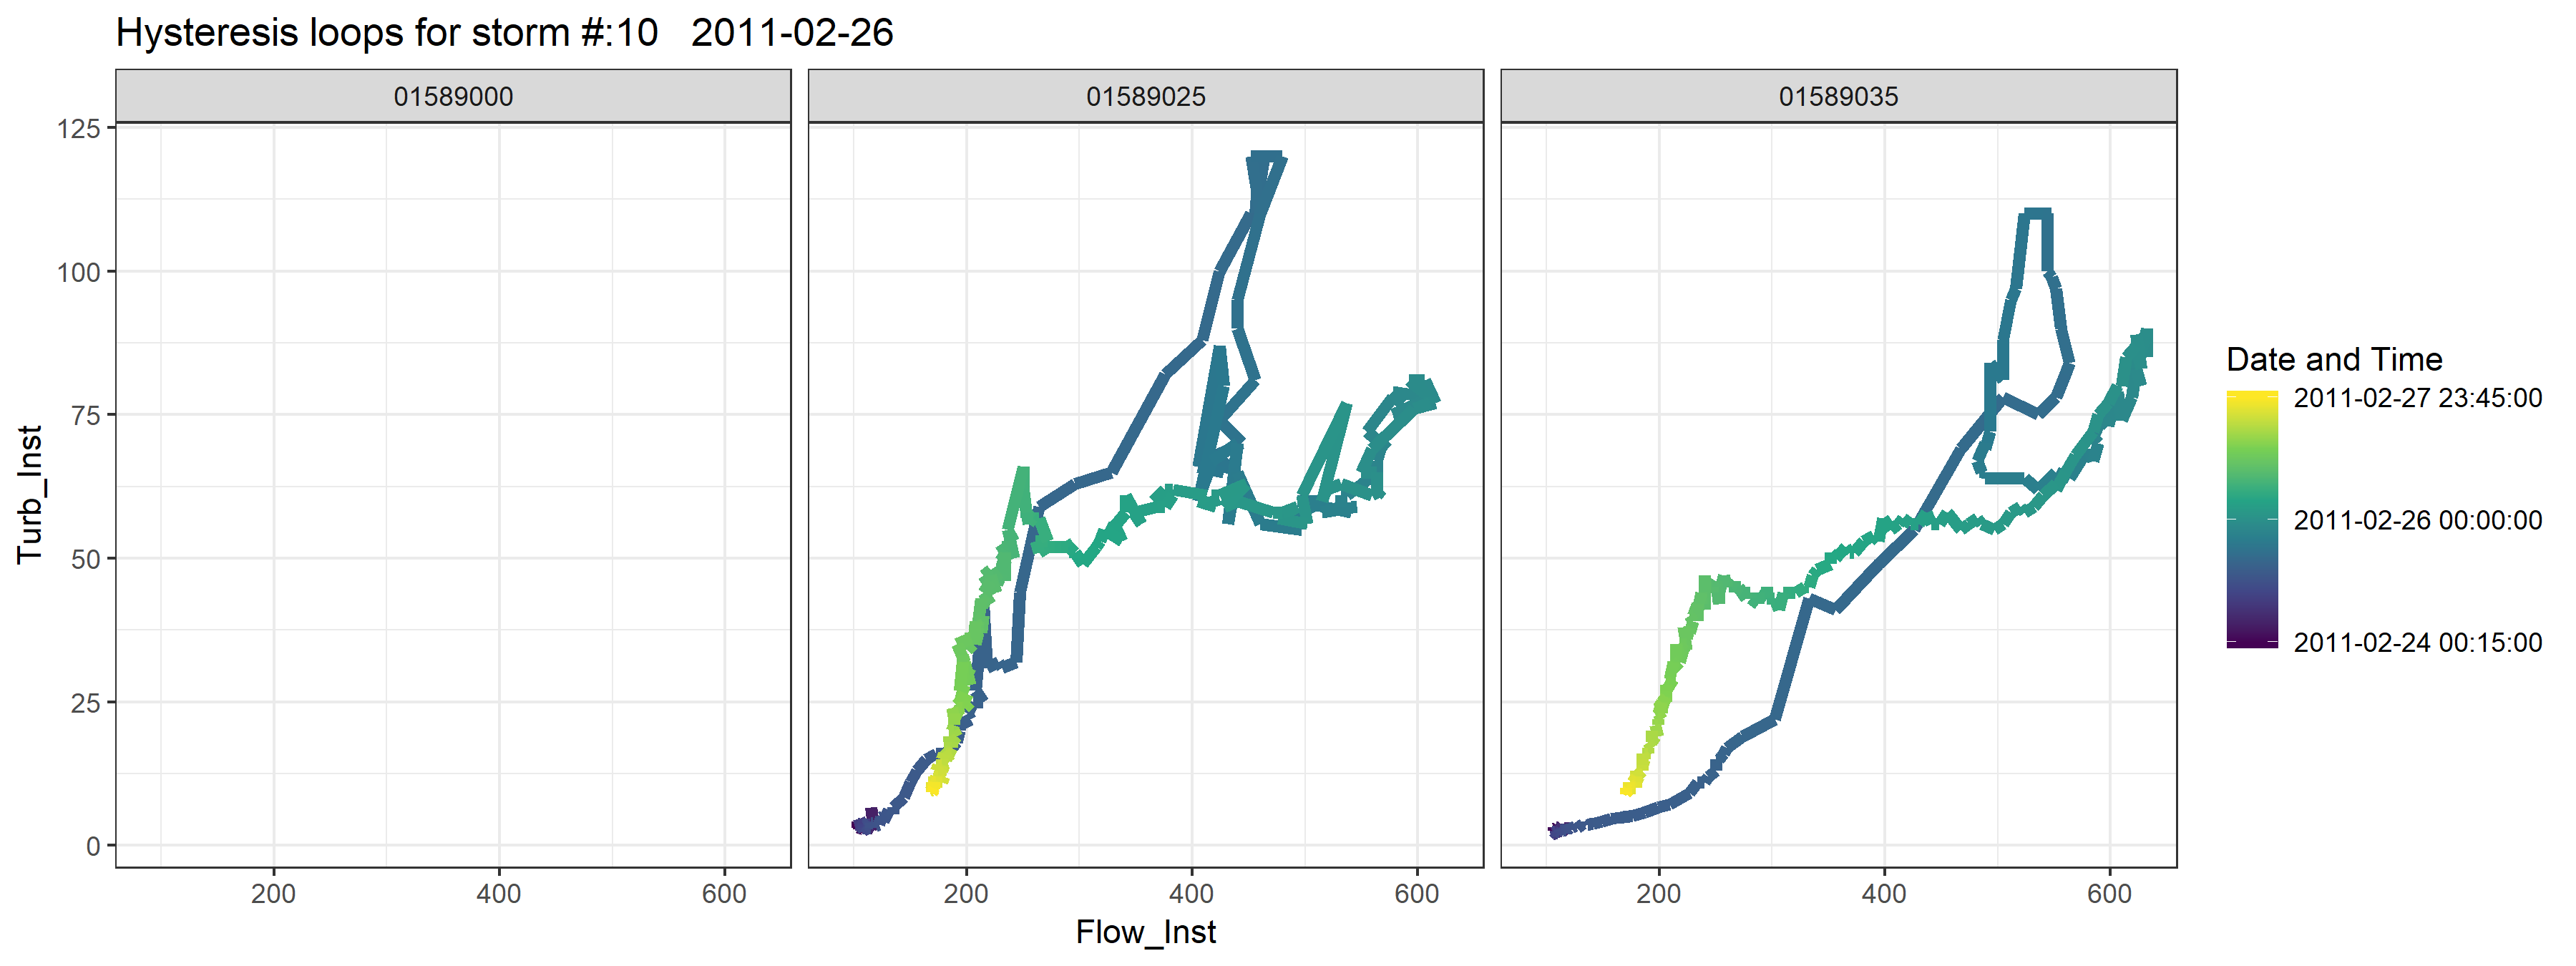 Hysteresis loops for storm #:10   2011-02-26
01589000 01589025 01589035
125
100
75
50
25
0
Turb_Inst
200 400 600 200 400 600 200 400 600
Flow_Inst
Date and Time
2011-02-27 23:45:00
2011-02-26 00:00:00
2011-02-24 00:15:00